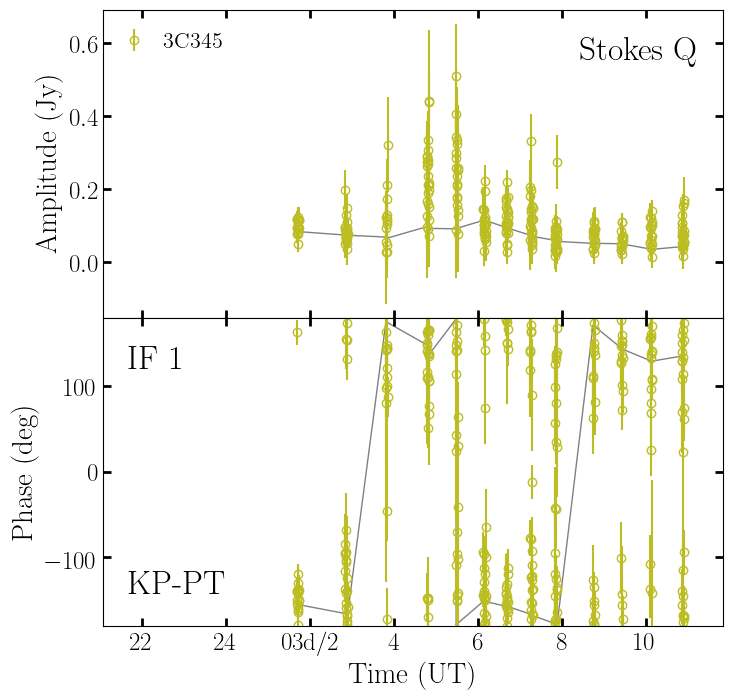 3C345
Stokes Q
0.6
0.4
0.2
0.0
Amplitude (Jy)
IF 1
100
0
−100
Phase (deg)
KP-PT
22 24 03d/2 4 6 8 10
Time (UT)